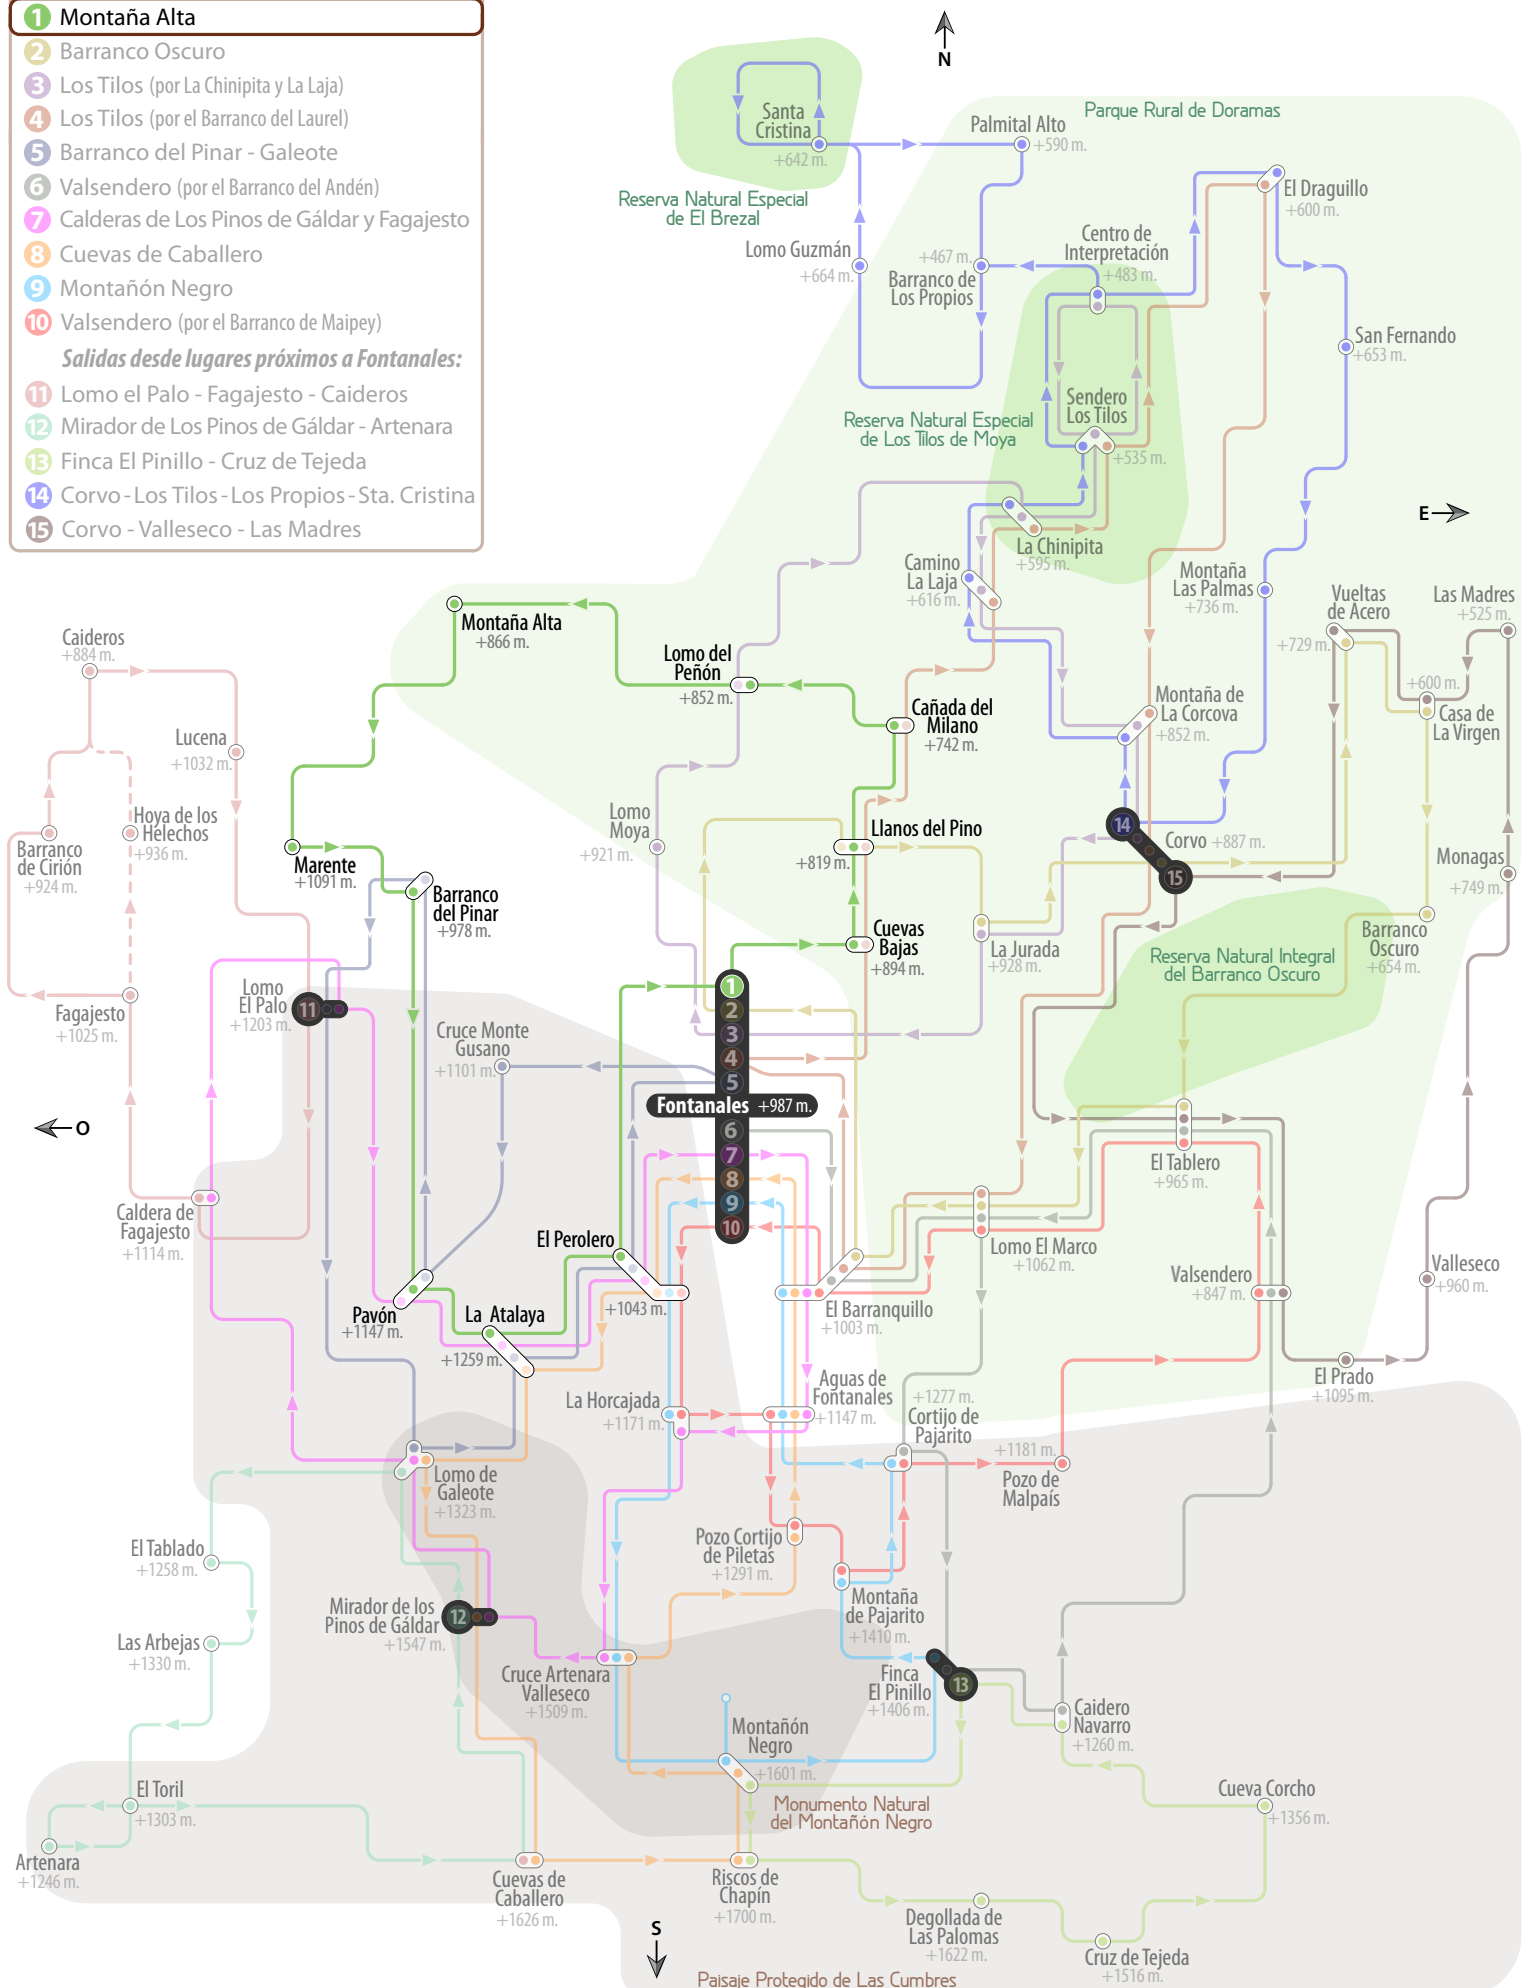 1 Montaña Alta
2 Barranco Oscuro
3 Los Tilos (por La Chinipita y La Laja)
4 Los Tilos (por el Barranco del Laurel)
5 Barranco del Pinar - Galeote
6 Valsendero (por el Barranco del Andén)
7 Calderas de Los Pinos de Gáldar y Fagajesto
8 Cuevas de Caballero
9 Montañón Negro
10 Valsendero (por el Barranco de Maipey)
Salidas desde lugares próximos a Fontanales:
11 Lomo el Palo - Fagajesto - Caideros
12 Mirador de Los Pinos de Gáldar - Artenara
13 Finca El Pinillo - Cruz de Tejeda
14 Corvo - Los Tilos - Los Propios - Sta. Cristina
15 Corvo - Valleseco - Las Madres
N
Parque Rural de Doramas
Santa
Cristina
+642 m.
Palmital Alto
+590 m.
Reserva Natural Especial
de El Brezal
El Draguillo
+600 m.
Lomo Guzmán
+664 m.
+467 m.
Barranco de
Los Propios
Centro de
Interpretación
+483 m.
San Fernando
+653 m.
Sendero
Los Tilos
+535 m.
Reserva Natural Especial
de Los Tilos de Moya
E
La Chinipita
+595 m.
Camino
La Laja
+616 m.
Montaña
Las Palmas
+736 m.
Vueltas
de Acero
+729 m.
Las Madres
+525 m.
Montaña Alta
+866 m.
Lomo del
Peñón
+852 m.
Caideros
+884 m.
Cañada del
Milano
+742 m.
Montaña de
La Corcova
+852 m.
+600 m.
Casa de
La Virgen
Lucena
+1032 m.
Lomo
Moya
+921 m.
Llanos del Pino
+819 m.
14
Corvo +887 m.
15
Hoya de los
Helechos
+936 m.
Barranco
de Cirión
+924 m.
Marente
+1091 m.
Barranco
del Pinar
+978 m.
Monagas
+749 m.
Cuevas
Bajas
+894 m.
La Jurada
+928 m.
Barranco
Oscuro
+654 m.
Reserva Natural Integral
del Barranco Oscuro
Fagajesto
+1025 m.
Lomo
El Palo
+1203 m.
11
Cruce Monte
Gusano
+1101 m.
1
2
3
4
5
Fontanales +987 m.
6
7
8
9
10
O
El Tablero
+965 m.
Caldera de
Fagajesto
+1114 m.
El Perolero
+1043 m.
Lomo El Marco
+1062 m.
Valsendero
+847 m.
Valleseco
+960 m.
Pavón
+1147 m.
La Atalaya
+1259 m.
El Barranquillo
+1003 m.
El Prado
+1095 m.
La Horcajada
+1171 m.
Aguas de
Fontanales
+1147 m.
+1277 m.
Cortijo de
Pajarito
+1181 m.
Pozo de
Malpaís
Lomo de
Galeote
+1323 m.
El Tablado
+1258 m.
Pozo Cortijo
de Piletas
+1291 m.
Montaña
de Pajarito
+1410 m.
Mirador de los
Pinos de Gáldar
+1547 m.
12
Las Arbejas
+1330 m.
Cruce Artenara
Valleseco
+1509 m.
Finca
El Pinillo
+1406 m.
13
Caidero
Navarro
+1260 m.
Montañón
Negro
+1601 m.
Monumento Natural
del Montañón Negro
El Toril
+1303 m.
Cueva Corcho
+1356 m.
Artenara
+1246 m.
Cuevas de
Caballero
+1626 m.
Riscos de
Chapín
+1700 m.
Degollada de
Las Palomas
+1622 m.
Cruz de Tejeda
+1516 m.
S
Paisaje Protegido de Las Cumbres